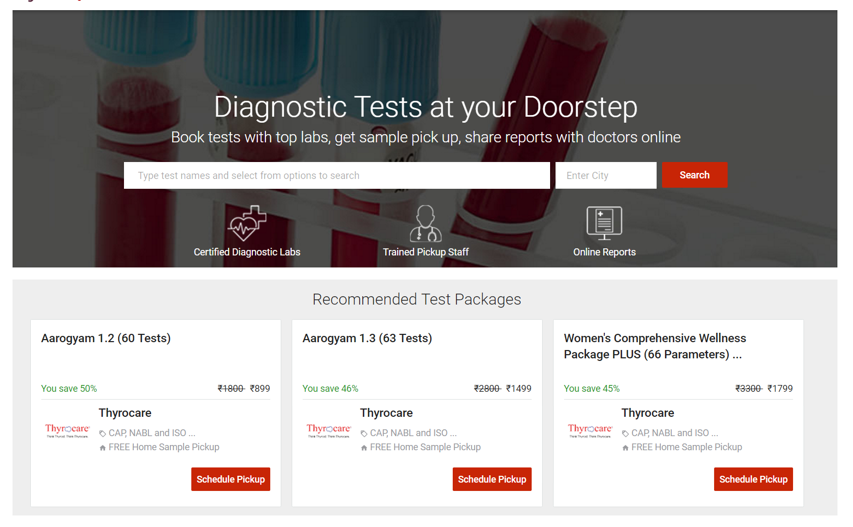 Diagnostic Tests at your Doorstep
Book tests with top labs, get sample pick up, share reports with doctors online
Type test names and select from options to search
Enter City
Search
Certified Diagnostic Labs
Trained Pickup Staff
Online Reports
Recommended Test Packages
Aarogyam 1.2 (60 Tests)
You save 50% ₹1800 ₹899
Thyrocare
Thyrocare
CAP, NABL and ISO ...
FREE Home Sample Pickup
Schedule Pickup
Aarogyam 1.3 (63 Tests)
You save 46% ₹2800 ₹1499
Thyrocare
Thyrocare
CAP, NABL and ISO ...
FREE Home Sample Pickup
Schedule Pickup
Women's Comprehensive Wellness
Package PLUS (66 Parameters) ...
You save 45% ₹3300 ₹1799
Thyrocare
Thyrocare
CAP, NABL and ISO ...
FREE Home Sample Pickup
Schedule Pickup